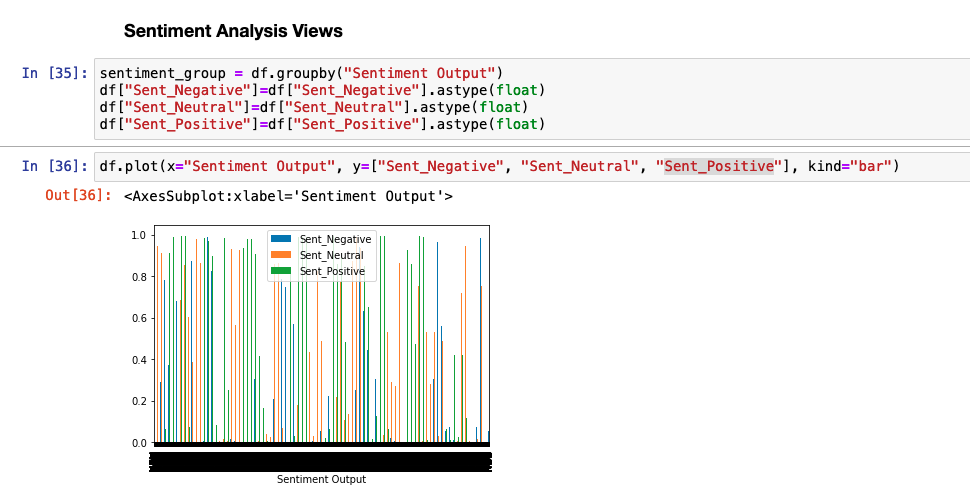 Sentiment Analysis Views
In [35]: sentiment_group = df.groupby("Sentiment Output")
df["Sent_Negative"]=df["Sent_Negative"].astype(float)
df["Sent_Neutral"]=df["Sent_Neutral"].astype(float)
df["Sent_Positive"]=df["Sent_Positive"].astype(float)
In [36]: df.plot(x="Sentiment Output", y=["Sent_Negative", "Sent_Neutral", "Sent_Positive"], kind="bar")
Out[36]: <AxesSubplot:xlabel='Sentiment Output'>
1.0
Sent_Negative
Sent_Neutral
Sent_Positive
0.8
0.6
0.4
0.2
0.0
Sentiment Output